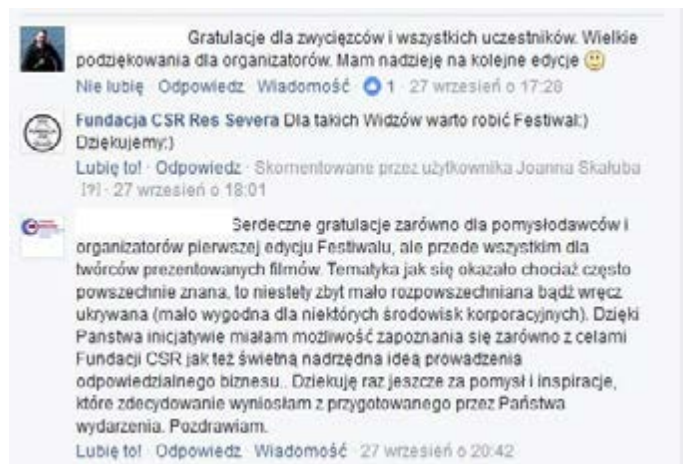 Gratulacje dla zwycięzców i wszystkich uczestników. Wielkie
podziękowania dla organizatorów. Mam nadzieję na kolejne edycje
Nie lubię · Odpowiedz · Wiadomość · 1 · 27 wrzesień o 17:28
Fundacja CSR Res Severa Dla takich Widzów warto robić Festiwal:)
Dziękujemy:)
Lubię to! · Odpowiedz · Skomentowane przez użytkownika Joanna Skałuba
[?] · 27 wrzesień o 18:01
Serdeczne gratulacje zarówno dla pomysłodawców i
organizatorów pierwszej edycju Festiwalu, ale przede wszystkim dla
twórców prezentowanych filmów. Tematyka jak się okazało chociaż często
powszechnie znana, to niestety zbyt mało rozpowszechniana bądź wręcz
ukrywana (mało wygodna dla niektórych środowisk korporacyjnych). Dzięki
Państwa inicjatywie miałam możliwość zapoznania się zarówno z celami
Fundacji CSR jak też świetną nadrzędna ideą prowadzenia
odpowiedzialnego biznesu.. Dziekuję raz jeszcze za pomysł i inspiracje,
które zdecydowanie wyniosłam z przygotowanego przez Państwa
wydarzenia. Pozdrawiam.
Lubię to! · Odpowiedz · Wiadomość · 27 wrzesień o 20:42